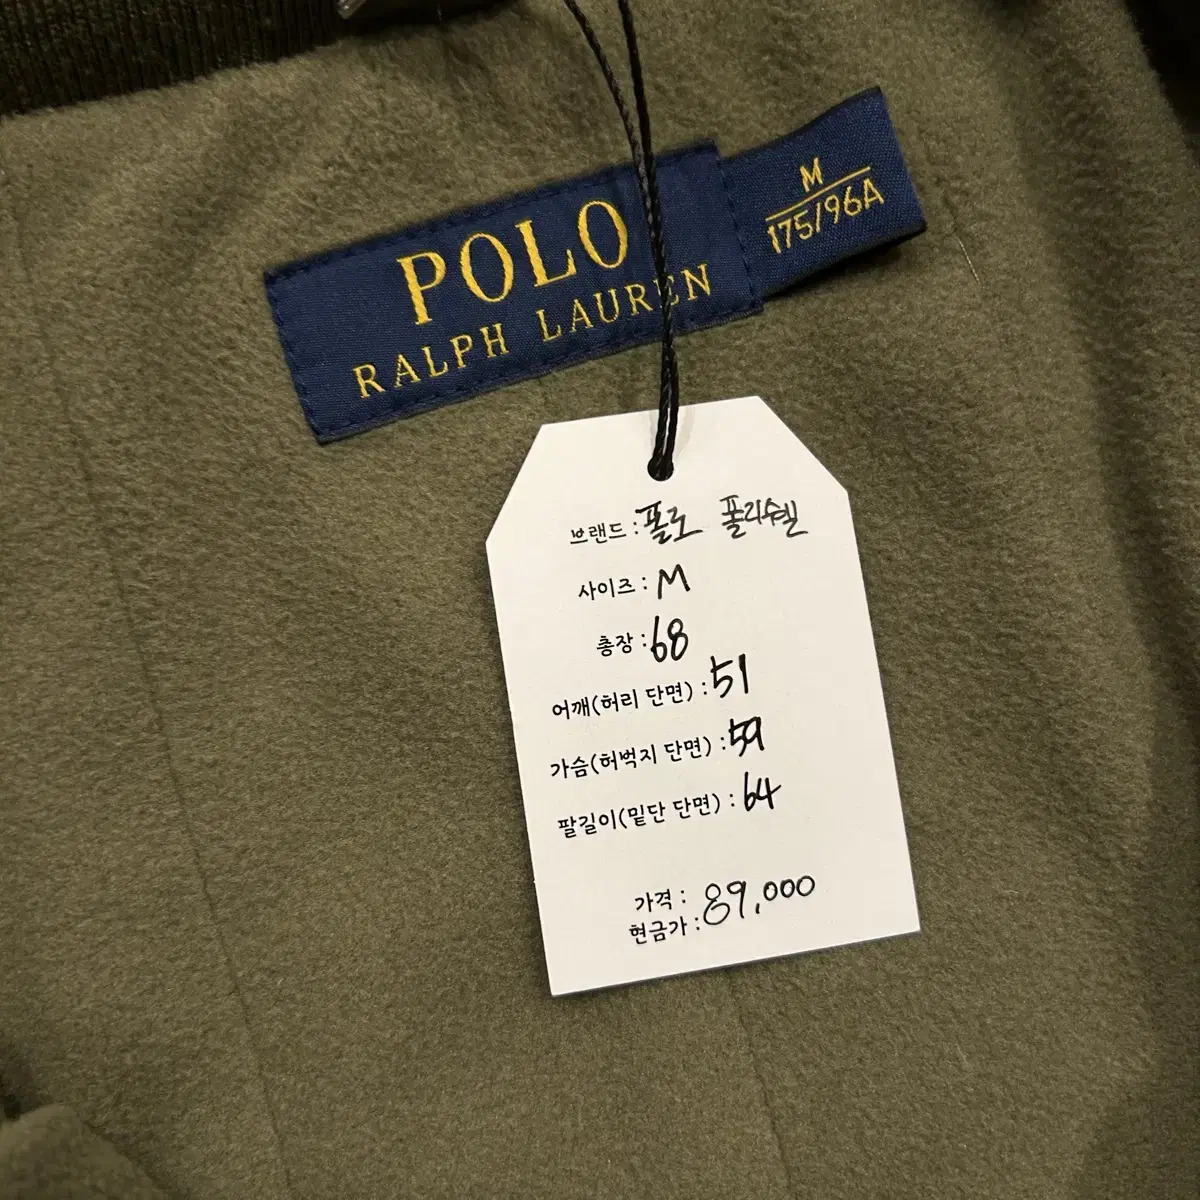 POLO
RALPH LAUREN
M
175/96A
브랜드 : 폴로 폴리쉘
사이즈 : M
총장 : 68
어깨(허리 단면) : 51
가슴(허벅지 단면) : 59
팔길이(밑단 단면) : 64
가격 :
현금가 : 89,000